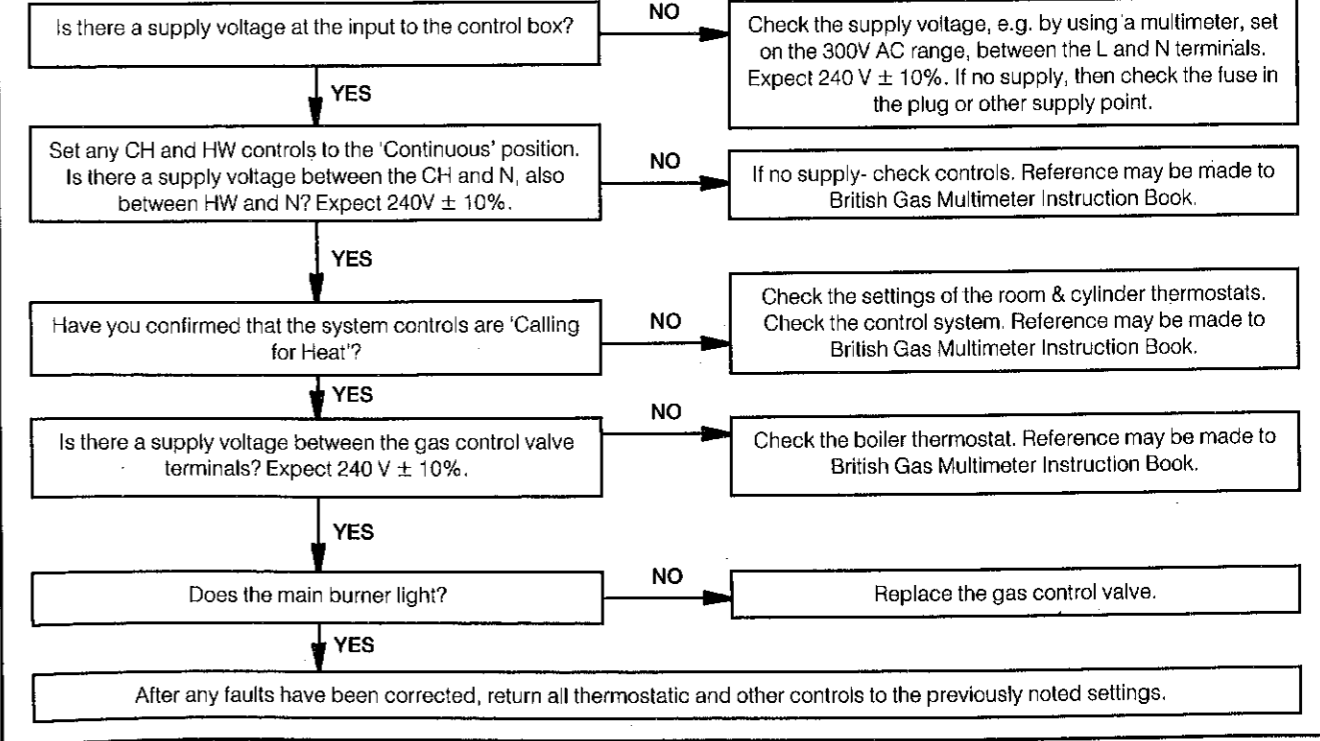 Is there a supply voltage at the input to the control box?
NO
Check the supply voltage, e.g. by using a multimeter, set
on the 300V AC range, between the L and N terminals.
Expect 240 V ± 10%. If no supply, then check the fuse in
the plug or other supply point.
YES
Set any CH and HW controls to the 'Continuous' position.
Is there a supply voltage between the CH and N, also
between HW and N? Expect 240V ± 10%.
NO
If no supply- check controls. Reference may be made to
British Gas Multimeter Instruction Book.
YES
Have you confirmed that the system controls are 'Calling
for Heat'?
NO
Check the settings of the room & cylinder thermostats.
Check the control system. Reference may be made to
British Gas Multimeter Instruction Book.
YES
Is there a supply voltage between the gas control valve
terminals? Expect 240 V ± 10%.
NO
Check the boiler thermostat. Reference may be made to
British Gas Multimeter Instruction Book.
YES
Does the main burner light?
NO
Replace the gas control valve.
YES
After any faults have been corrected, return all thermostatic and other controls to the previously noted settings.